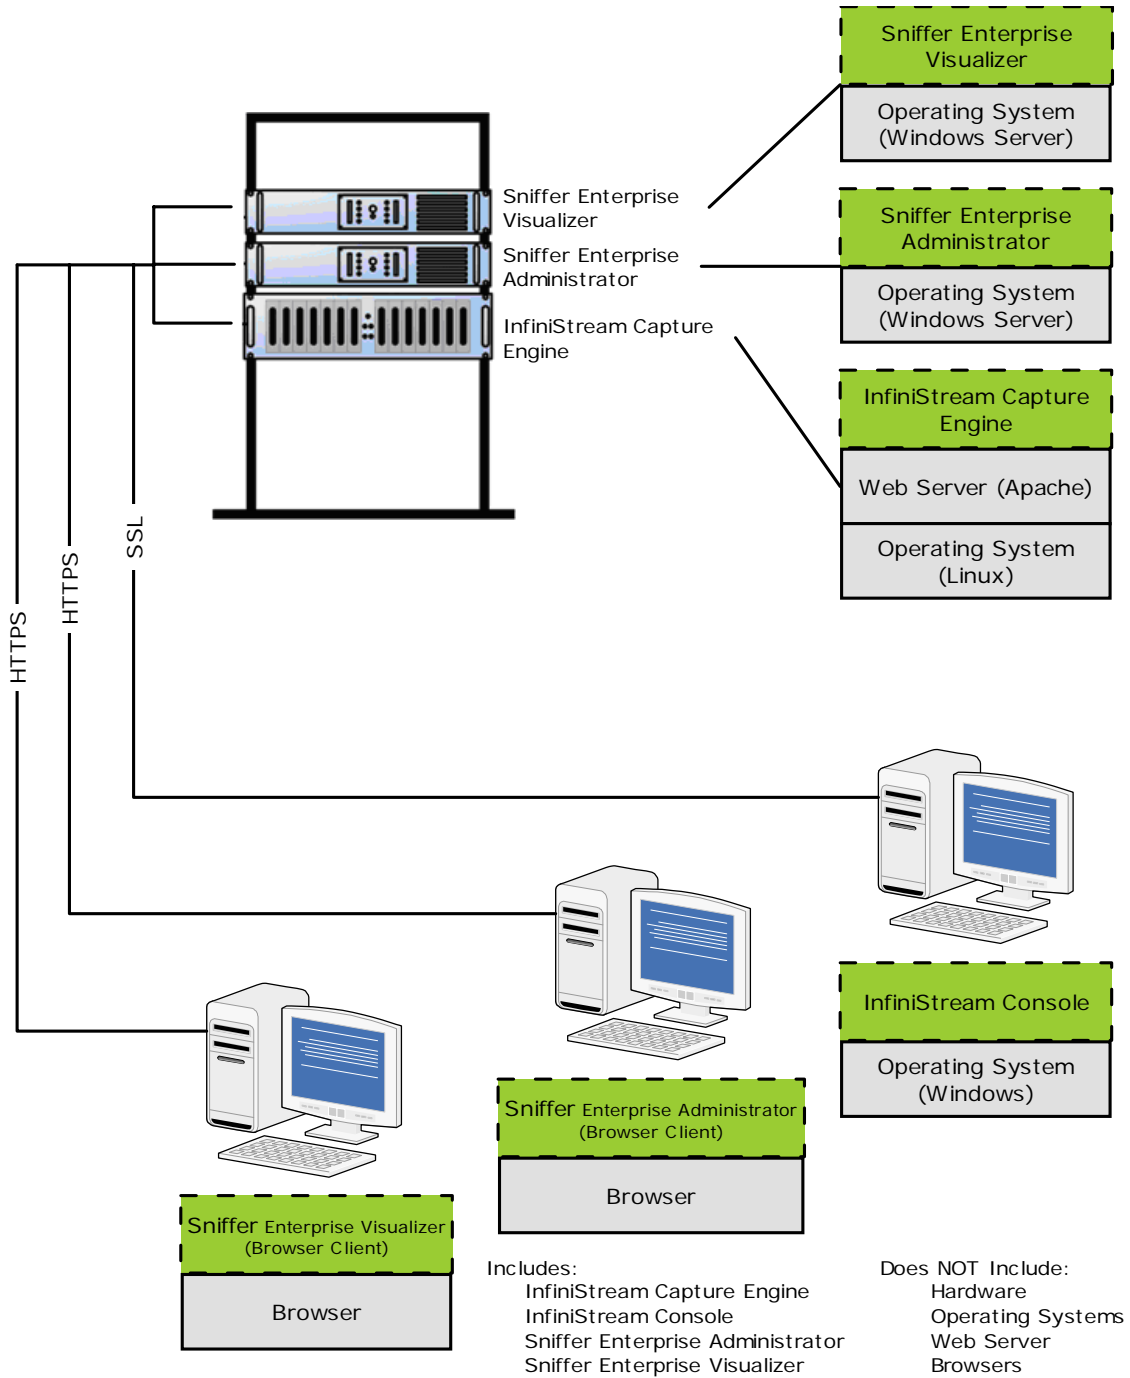 Sniffer Enterprise
Visualizer
Operating System
(Windows Server)
Sniffer Enterprise
Visualizer
Sniffer Enterprise
Administrator
InfiniStream Capture
Engine
Sniffer Enterprise
Administrator
Operating System
(Windows Server)
InfiniStream Capture
Engine
Web Server (Apache)
Operating System
(Linux)
SSL
HTTPS
HTTPS
InfiniStream Console
Operating System
(Windows)
Sniffer Enterprise Administrator
(Browser Client)
Browser
Sniffer Enterprise Visualizer
(Browser Client)
Browser
Includes:
InfiniStream Capture Engine
InfiniStream Console
Sniffer Enterprise Administrator
Sniffer Enterprise Visualizer
Does NOT Include:
Hardware
Operating Systems
Web Server
Browsers